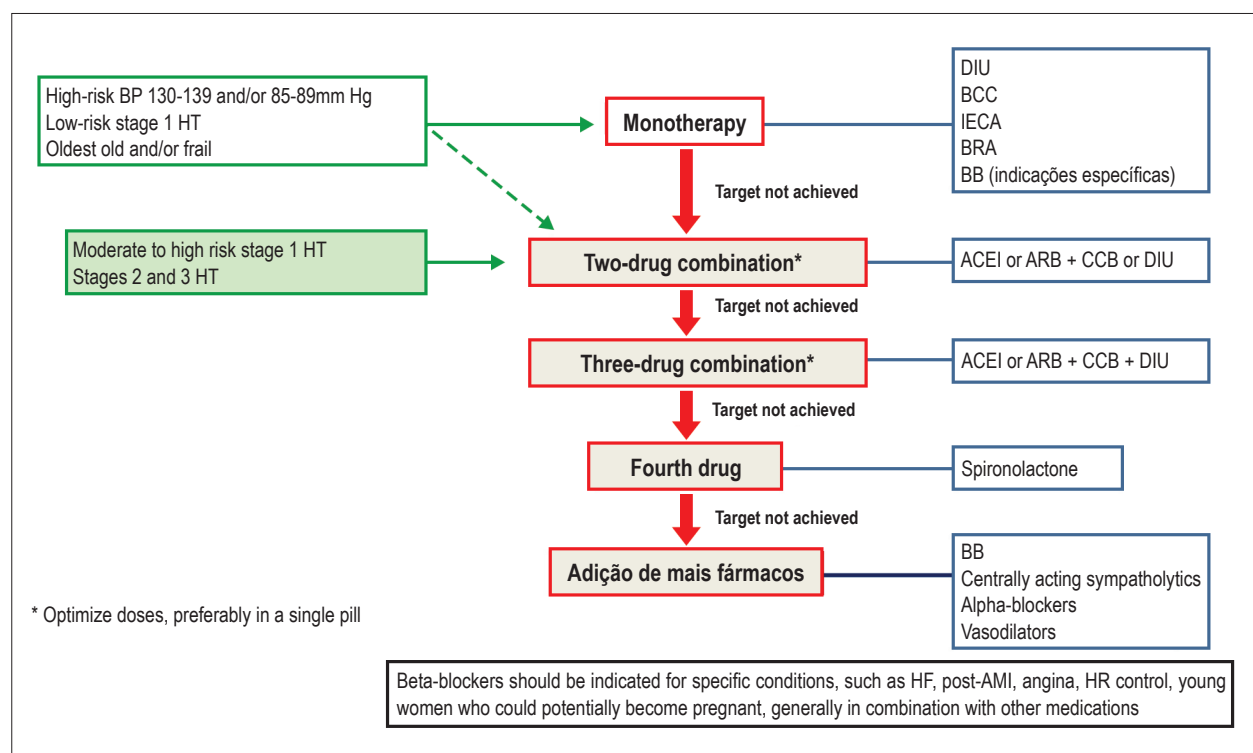 High-risk BP 130-139 and/or 85-89mm Hg
Low-risk stage 1 HT
Oldest old and/or frail
Monotherapy
DIU
BCC
IECA
BRA
BB (indicações específicas)
Target not achieved
Moderate to high risk stage 1 HT
Stages 2 and 3 HT
Two-drug combination*
ACEI or ARB + CCB or DIU
Target not achieved
Three-drug combination*
ACEI or ARB + CCB + DIU
Target not achieved
Fourth drug
Spironolactone
Target not achieved
Adição de mais fármacos
BB
Centrally acting sympatholytics
Alpha-blockers
Vasodilators
* Optimize doses, preferably in a single pill
Beta-blockers should be indicated for specific conditions, such as HF, post-AMI, angina, HR control, young
women who could potentially become pregnant, generally in combination with other medications